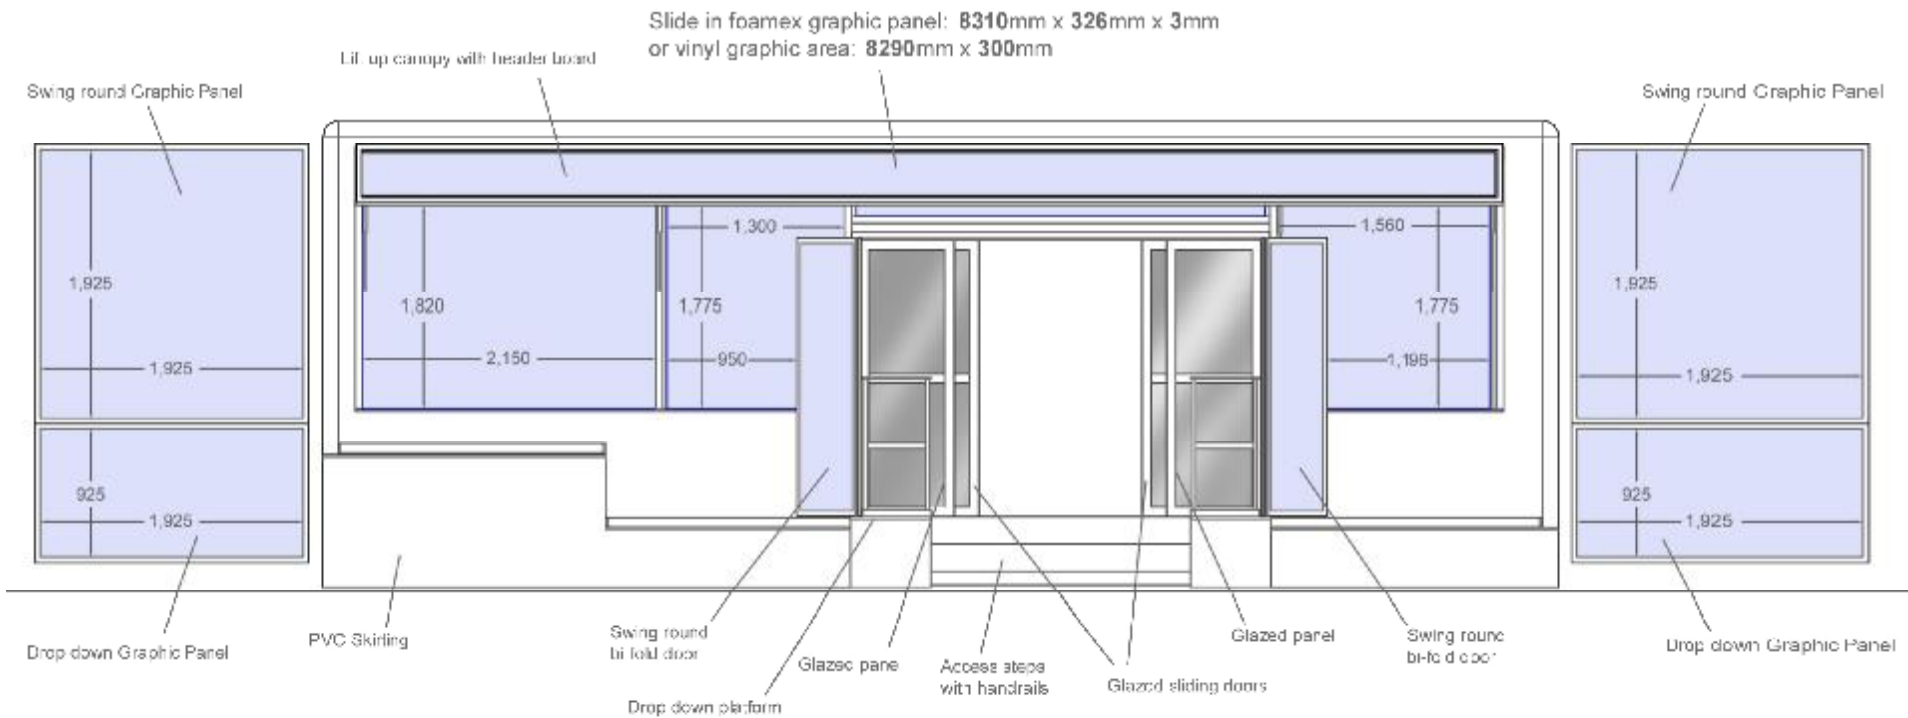 Slide in foamex graphic panel: 8310mm x 326mm x 3mm
or vinyl graphic area: 8290mm x 300mm
Lift up canopy with header board
Swing round Graphic Panel
Swing round Graphic Panel
1,300
1,560
1,925
1,820
1,775
1,775
1,925
2,150
950
1,195
1,925
1,925
925
1,925
925
1,925
Drop down Graphic Panel
PVC Skirting
Swing round
bi-fold door
Drop down platform
Glazed panel
Access steps
with handrails
Glazed sliding doors
Glazed panel
Swing round
bi-fold door
Drop down Graphic Panel